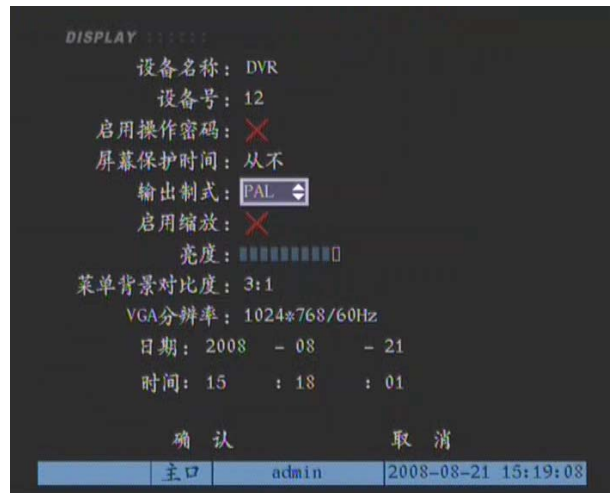 DISPLAY ::::::
设备名称： DVR
设备号： 12
启用操作密码：
屏幕保护时间： 从不
输出制式： PAL
启用缩放：
亮度：
菜单背景对比度： 3:1
VGA分辨率： 1024*768/60Hz
日期： 2008 - 08 - 21
时间： 15 : 18 : 01
确 认 取 消
主口 admin 2008-08-21 15:19:08